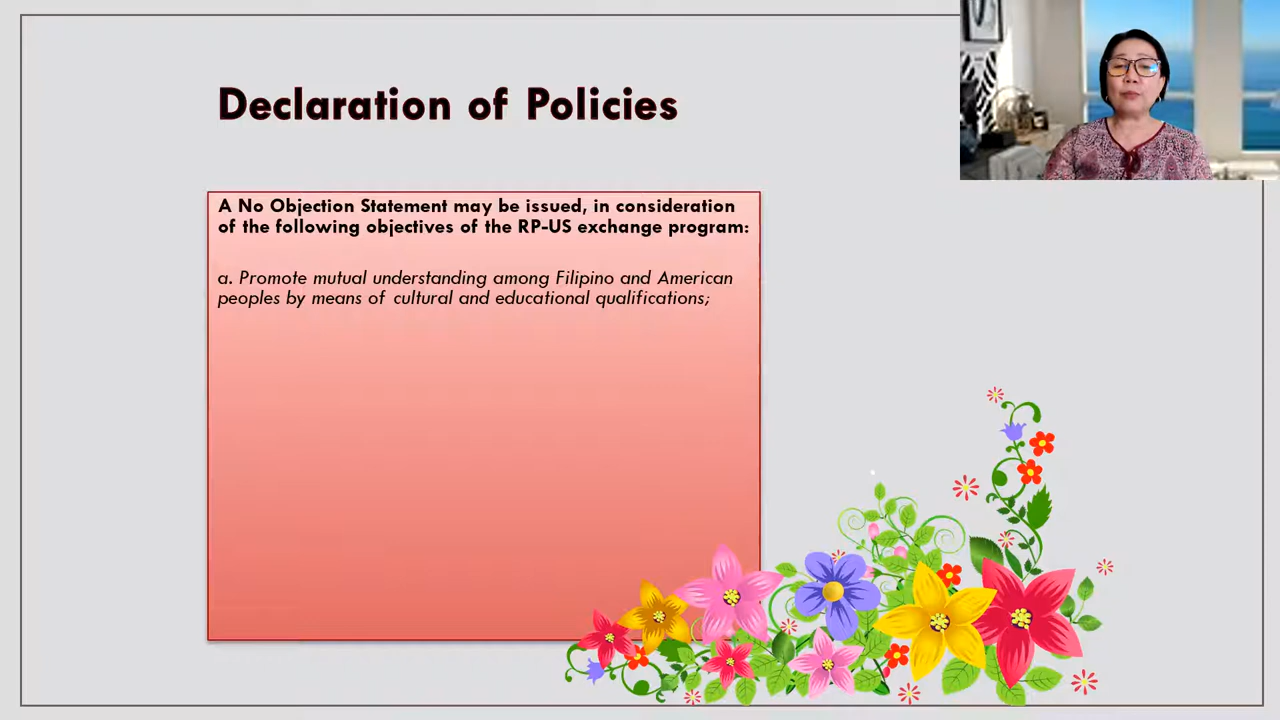 Declaration of Policies
A No Objection Statement may be issued, in consideration
of the following objectives of the RP-US exchange program:
a. Promote mutual understanding among Filipino and American
peoples by means of cultural and educational qualifications;